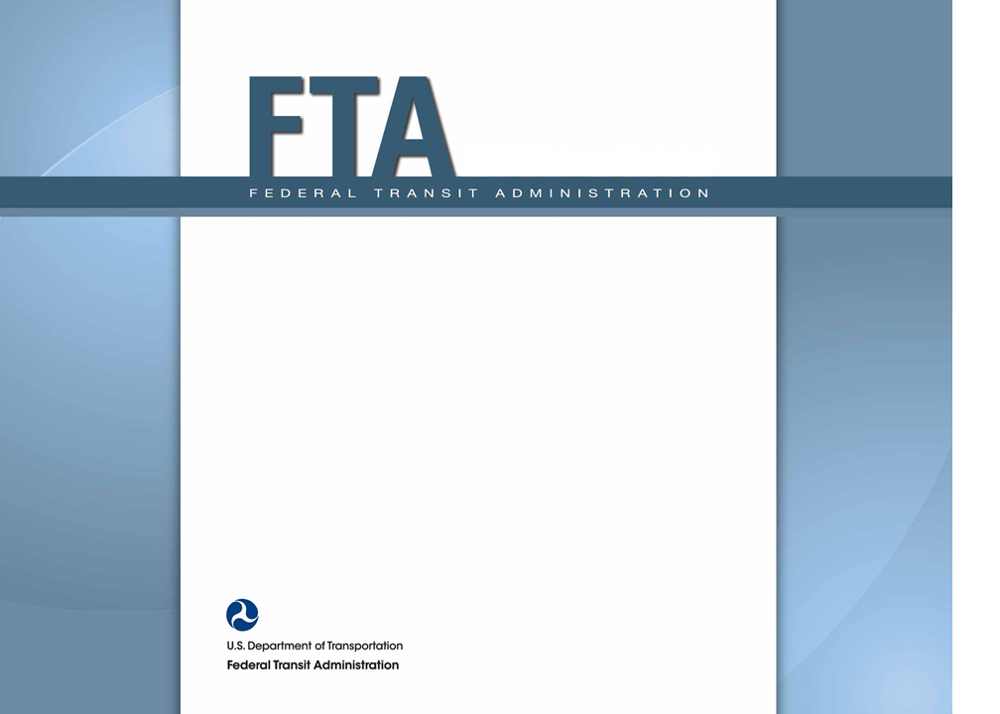 FTA
FEDERAL TRANSIT ADMINISTRATION
U.S. Department of Transportation
Federal Transit Administration